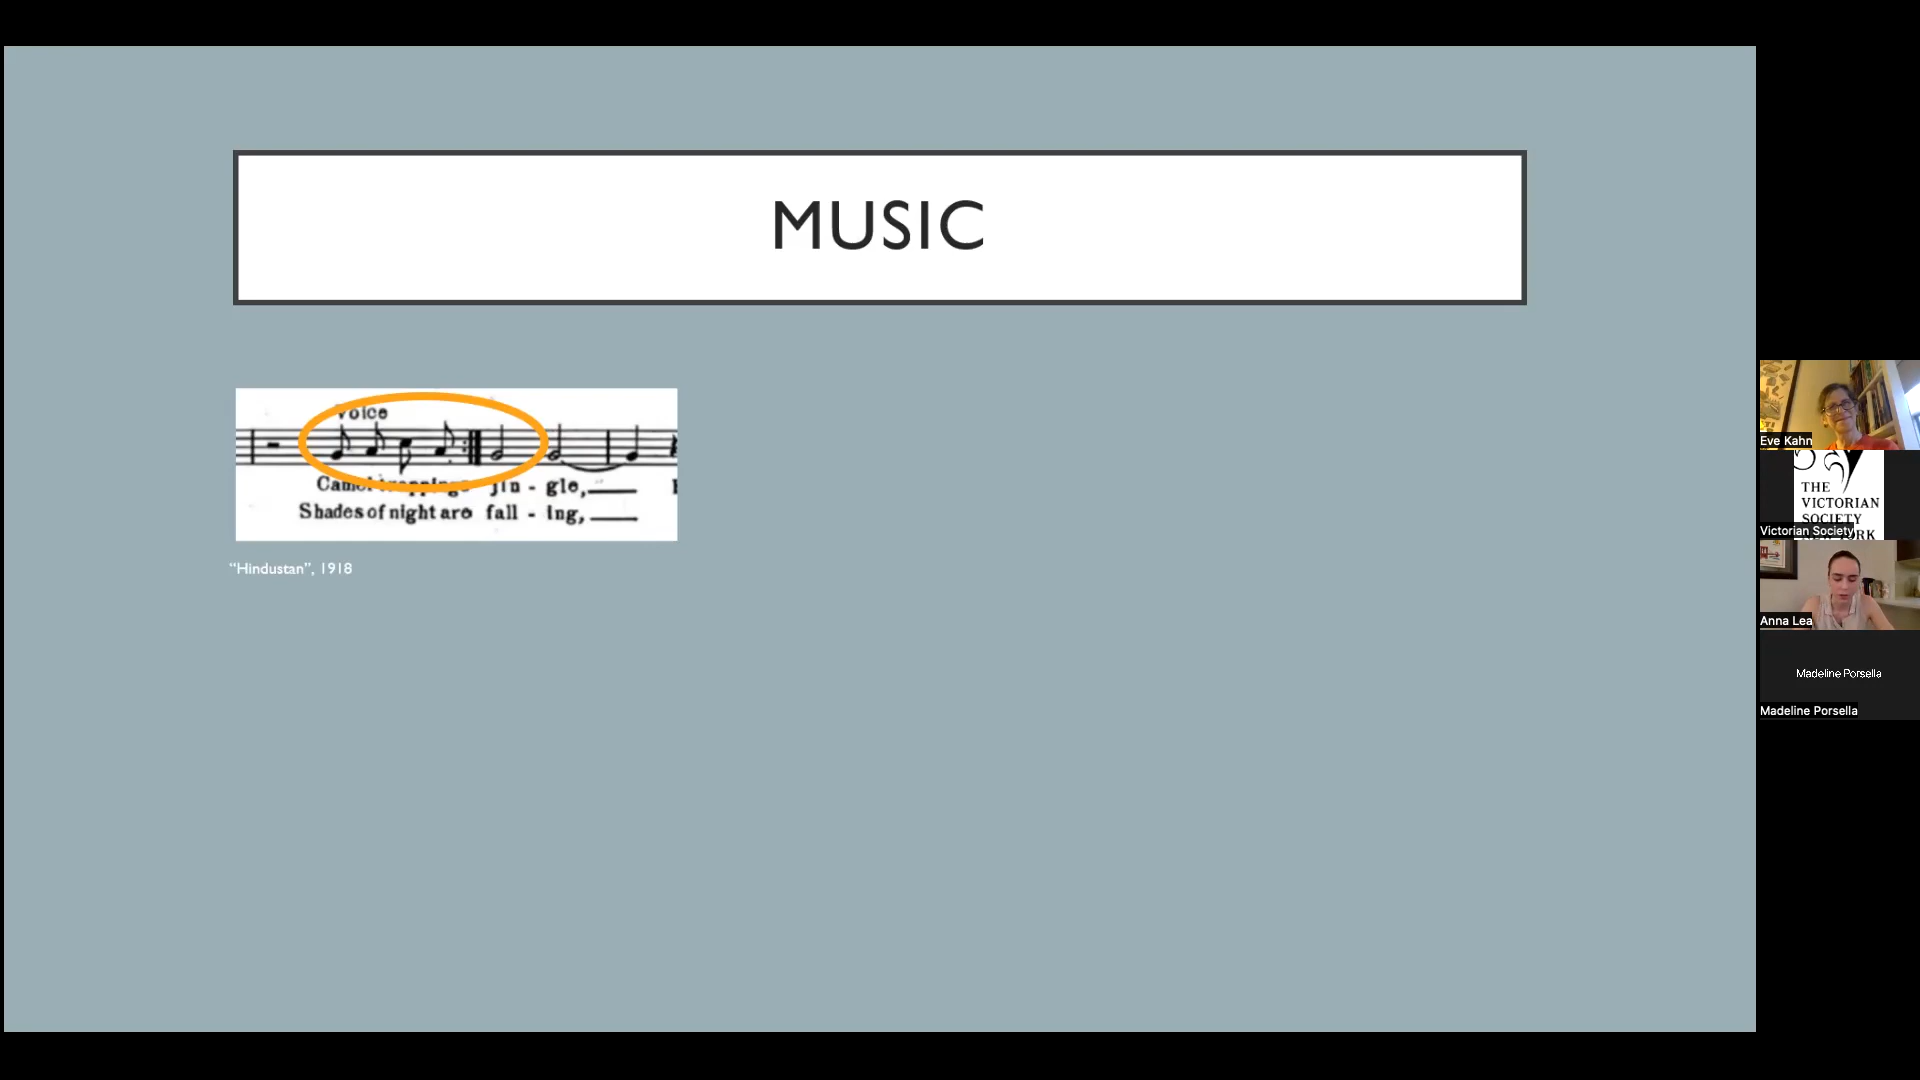 MUSIC
Voice
Camel trappings jin - gle,
Shades of night are fall - ing,
“Hindustan”, 1918
Eve Kahn
THE
VICTORIAN
SOCIETY
Victorian Society
Anna Lea
Madeline Porsella
Madeline Porsella